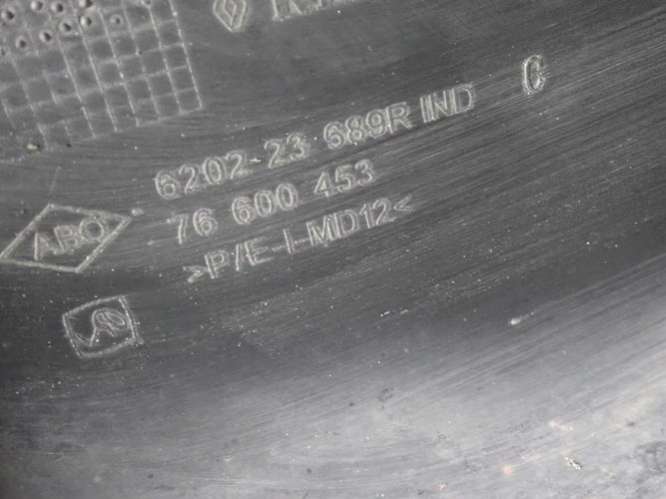 6202 23 689R IND C
76 600 453
ABO
>P/E-I-MD12<